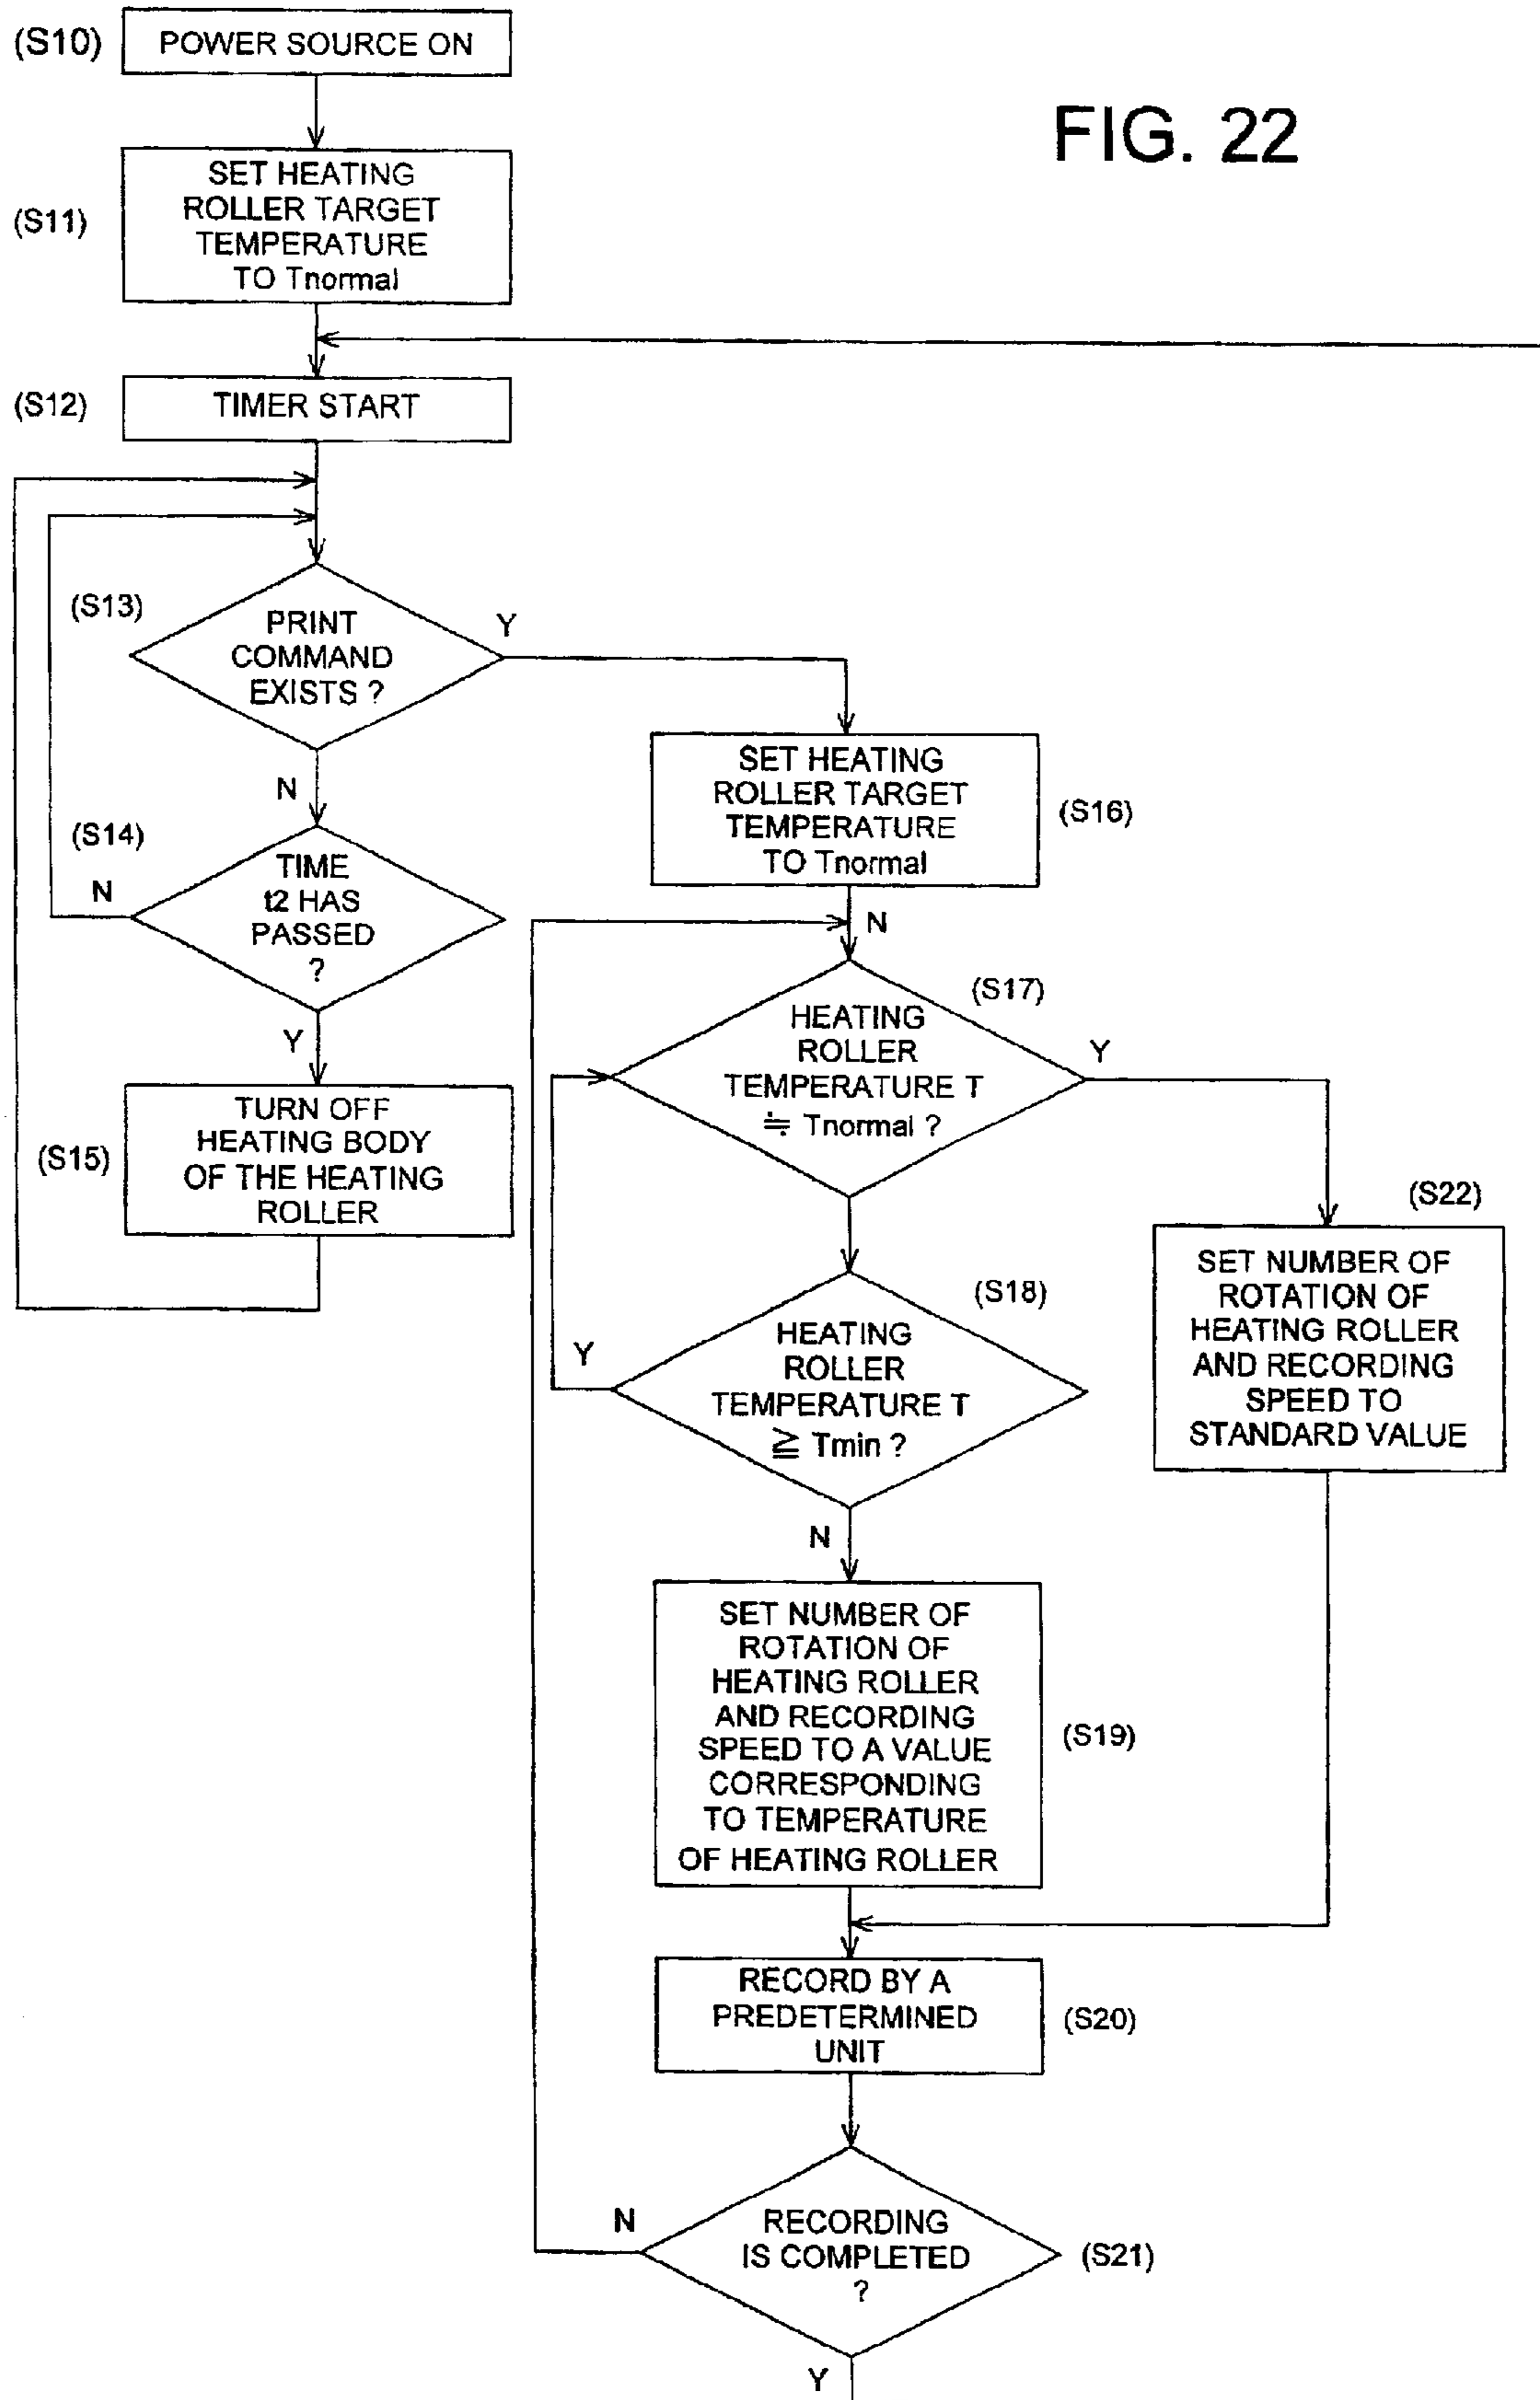 FIG. 22
(S10)
POWER SOURCE ON
(S11)
SET HEATING
ROLLER TARGET
TEMPERATURE
TO Tnormal
(S12)
TIMER START
(S13)
PRINT
COMMAND
EXISTS ?
Y
N
(S14)
TIME
t2 HAS
PASSED
?
N
Y
(S15)
TURN OFF
HEATING BODY
OF THE HEATING
ROLLER
SET HEATING
ROLLER TARGET
TEMPERATURE
TO Tnormal
(S16)
N
(S17)
HEATING
ROLLER
TEMPERATURE T
≒ Tnormal ?
Y
(S18)
HEATING
ROLLER
TEMPERATURE T
≧ Tmin ?
Y
N
(S22)
SET NUMBER OF
ROTATION OF
HEATING ROLLER
AND RECORDING
SPEED TO
STANDARD VALUE
SET NUMBER OF
ROTATION OF
HEATING ROLLER
AND RECORDING
SPEED TO A VALUE
CORRESPONDING
TO TEMPERATURE
OF HEATING ROLLER
(S19)
RECORD BY A
PREDETERMINED
UNIT
(S20)
N
RECORDING
IS COMPLETED
?
(S21)
Y